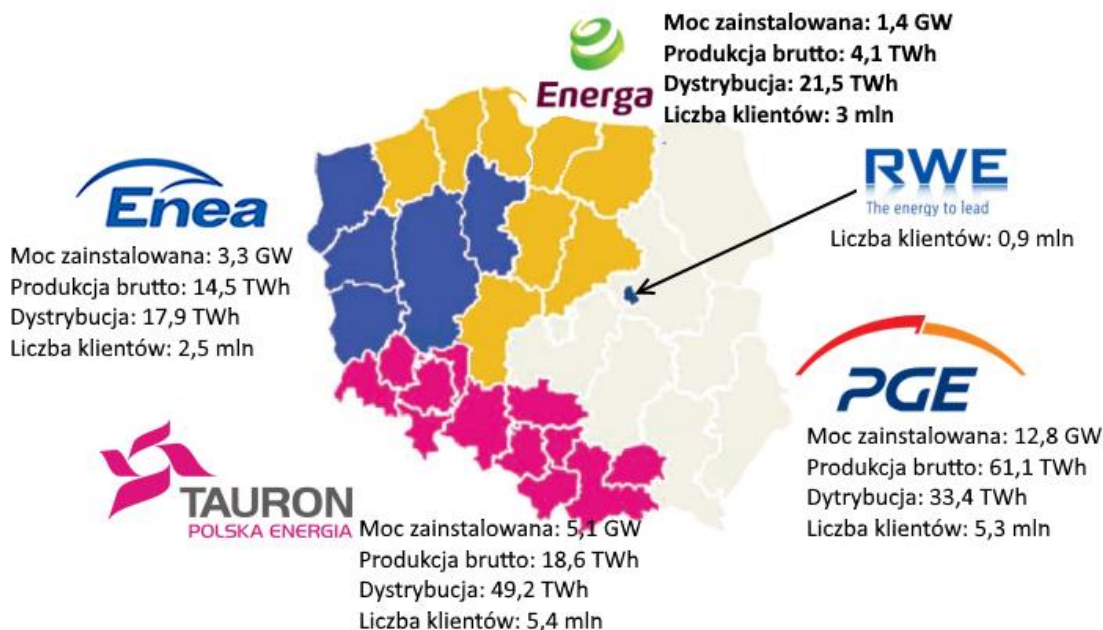 Moc zainstalowana: 1,4 GW
Produkcja brutto: 4,1 TWh
Dystrybucja: 21,5 TWh
Liczba klientów: 3 mln
Energa
RWE
The energy to lead
Liczba klientów: 0,9 mln
Enea
Moc zainstalowana: 3,3 GW
Produkcja brutto: 14,5 TWh
Dystrybucja: 17,9 TWh
Liczba klientów: 2,5 mln
PGE
Moc zainstalowana: 12,8 GW
Produkcja brutto: 61,1 TWh
Dytrybucja: 33,4 TWh
Liczba klientów: 5,3 mln
TAURON
POLSKA ENERGIA
Moc zainstalowana: 5,1 GW
Produkcja brutto: 18,6 TWh
Dystrybucja: 49,2 TWh
Liczba klientów: 5,4 mln